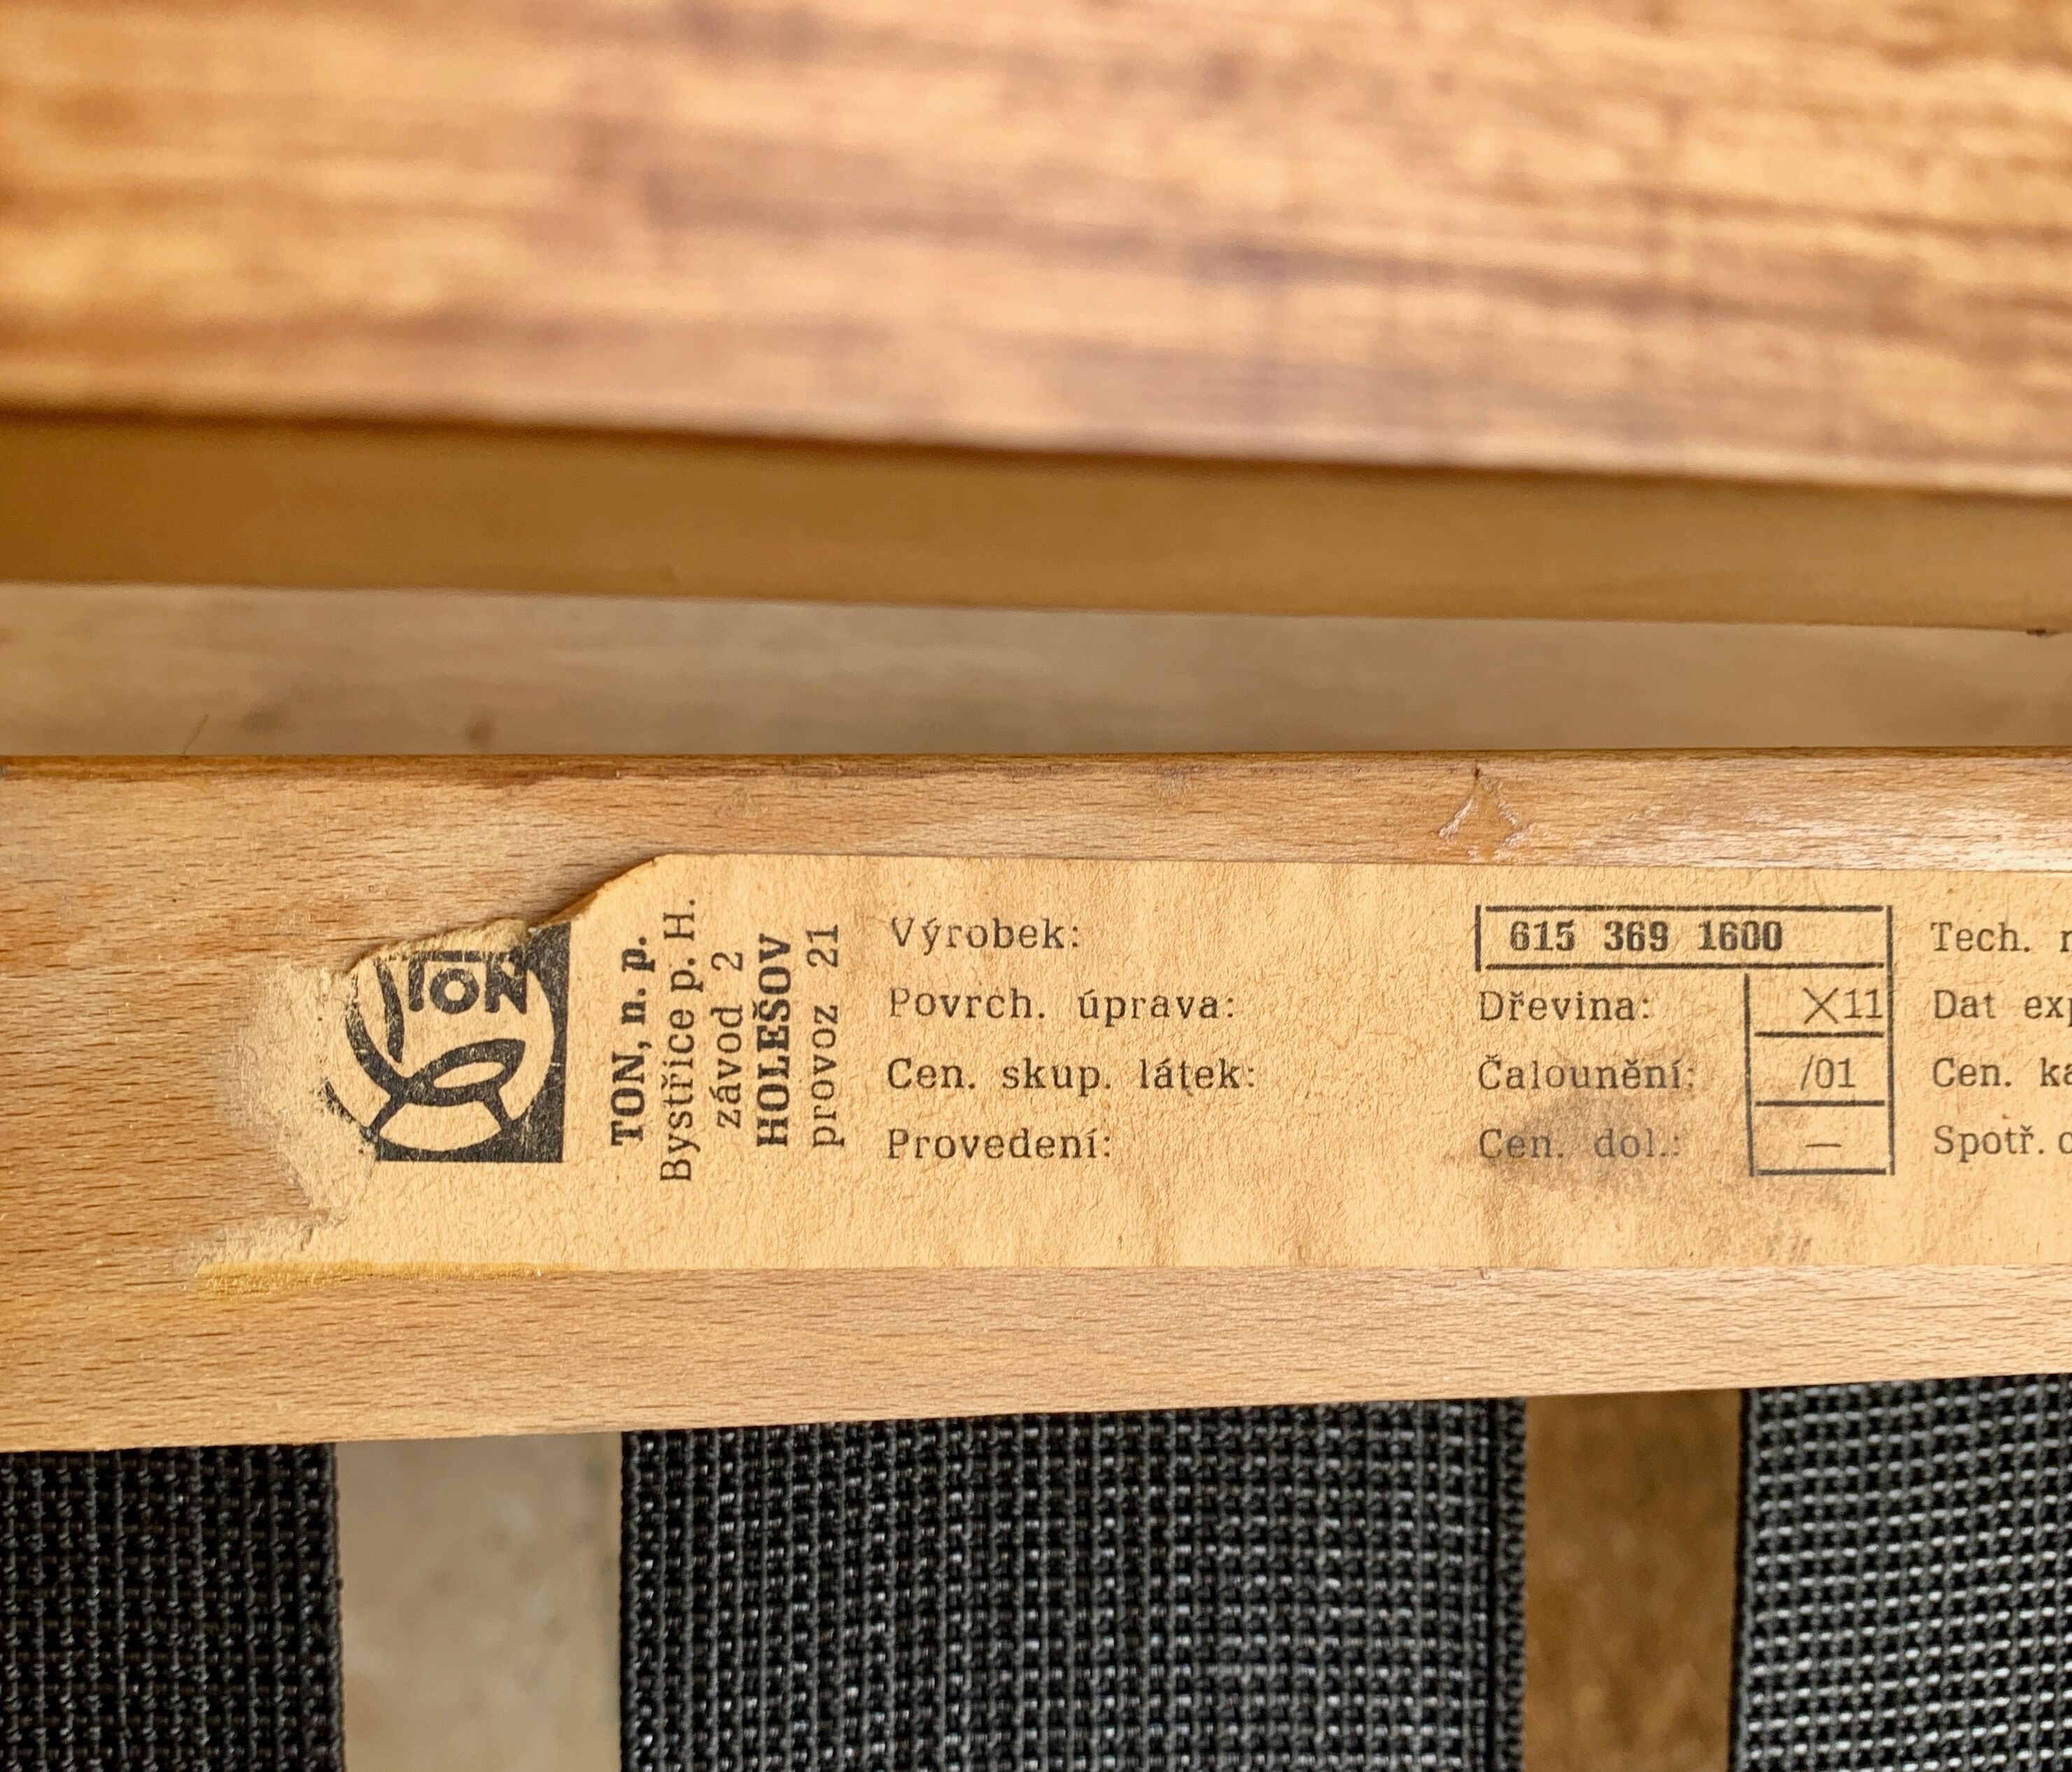 TON
TON, n. p.
Bystřice p. H.
závod 2
HOLEŠOV
provoz 21
Výrobek:
Povrch. úprava:
Cen. skup. látek:
Provedení:
615 369 1600
Dřevina: X11
Čalounění: /01
Cen. dol.: —
Tech.
Dat
Cen.
Spotř.